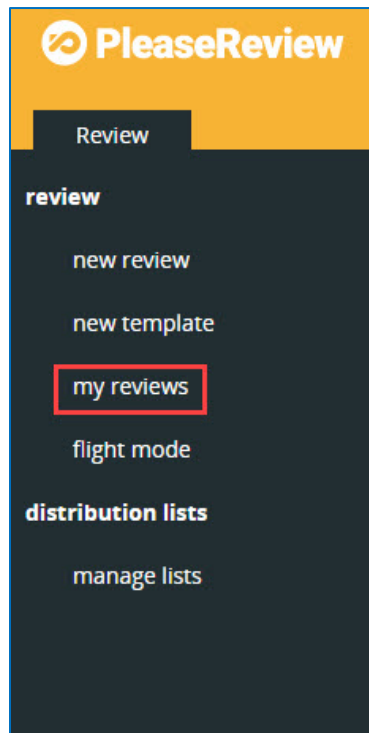 PleaseReview
Review
review
new review
new template
my reviews
flight mode
distribution lists
manage lists